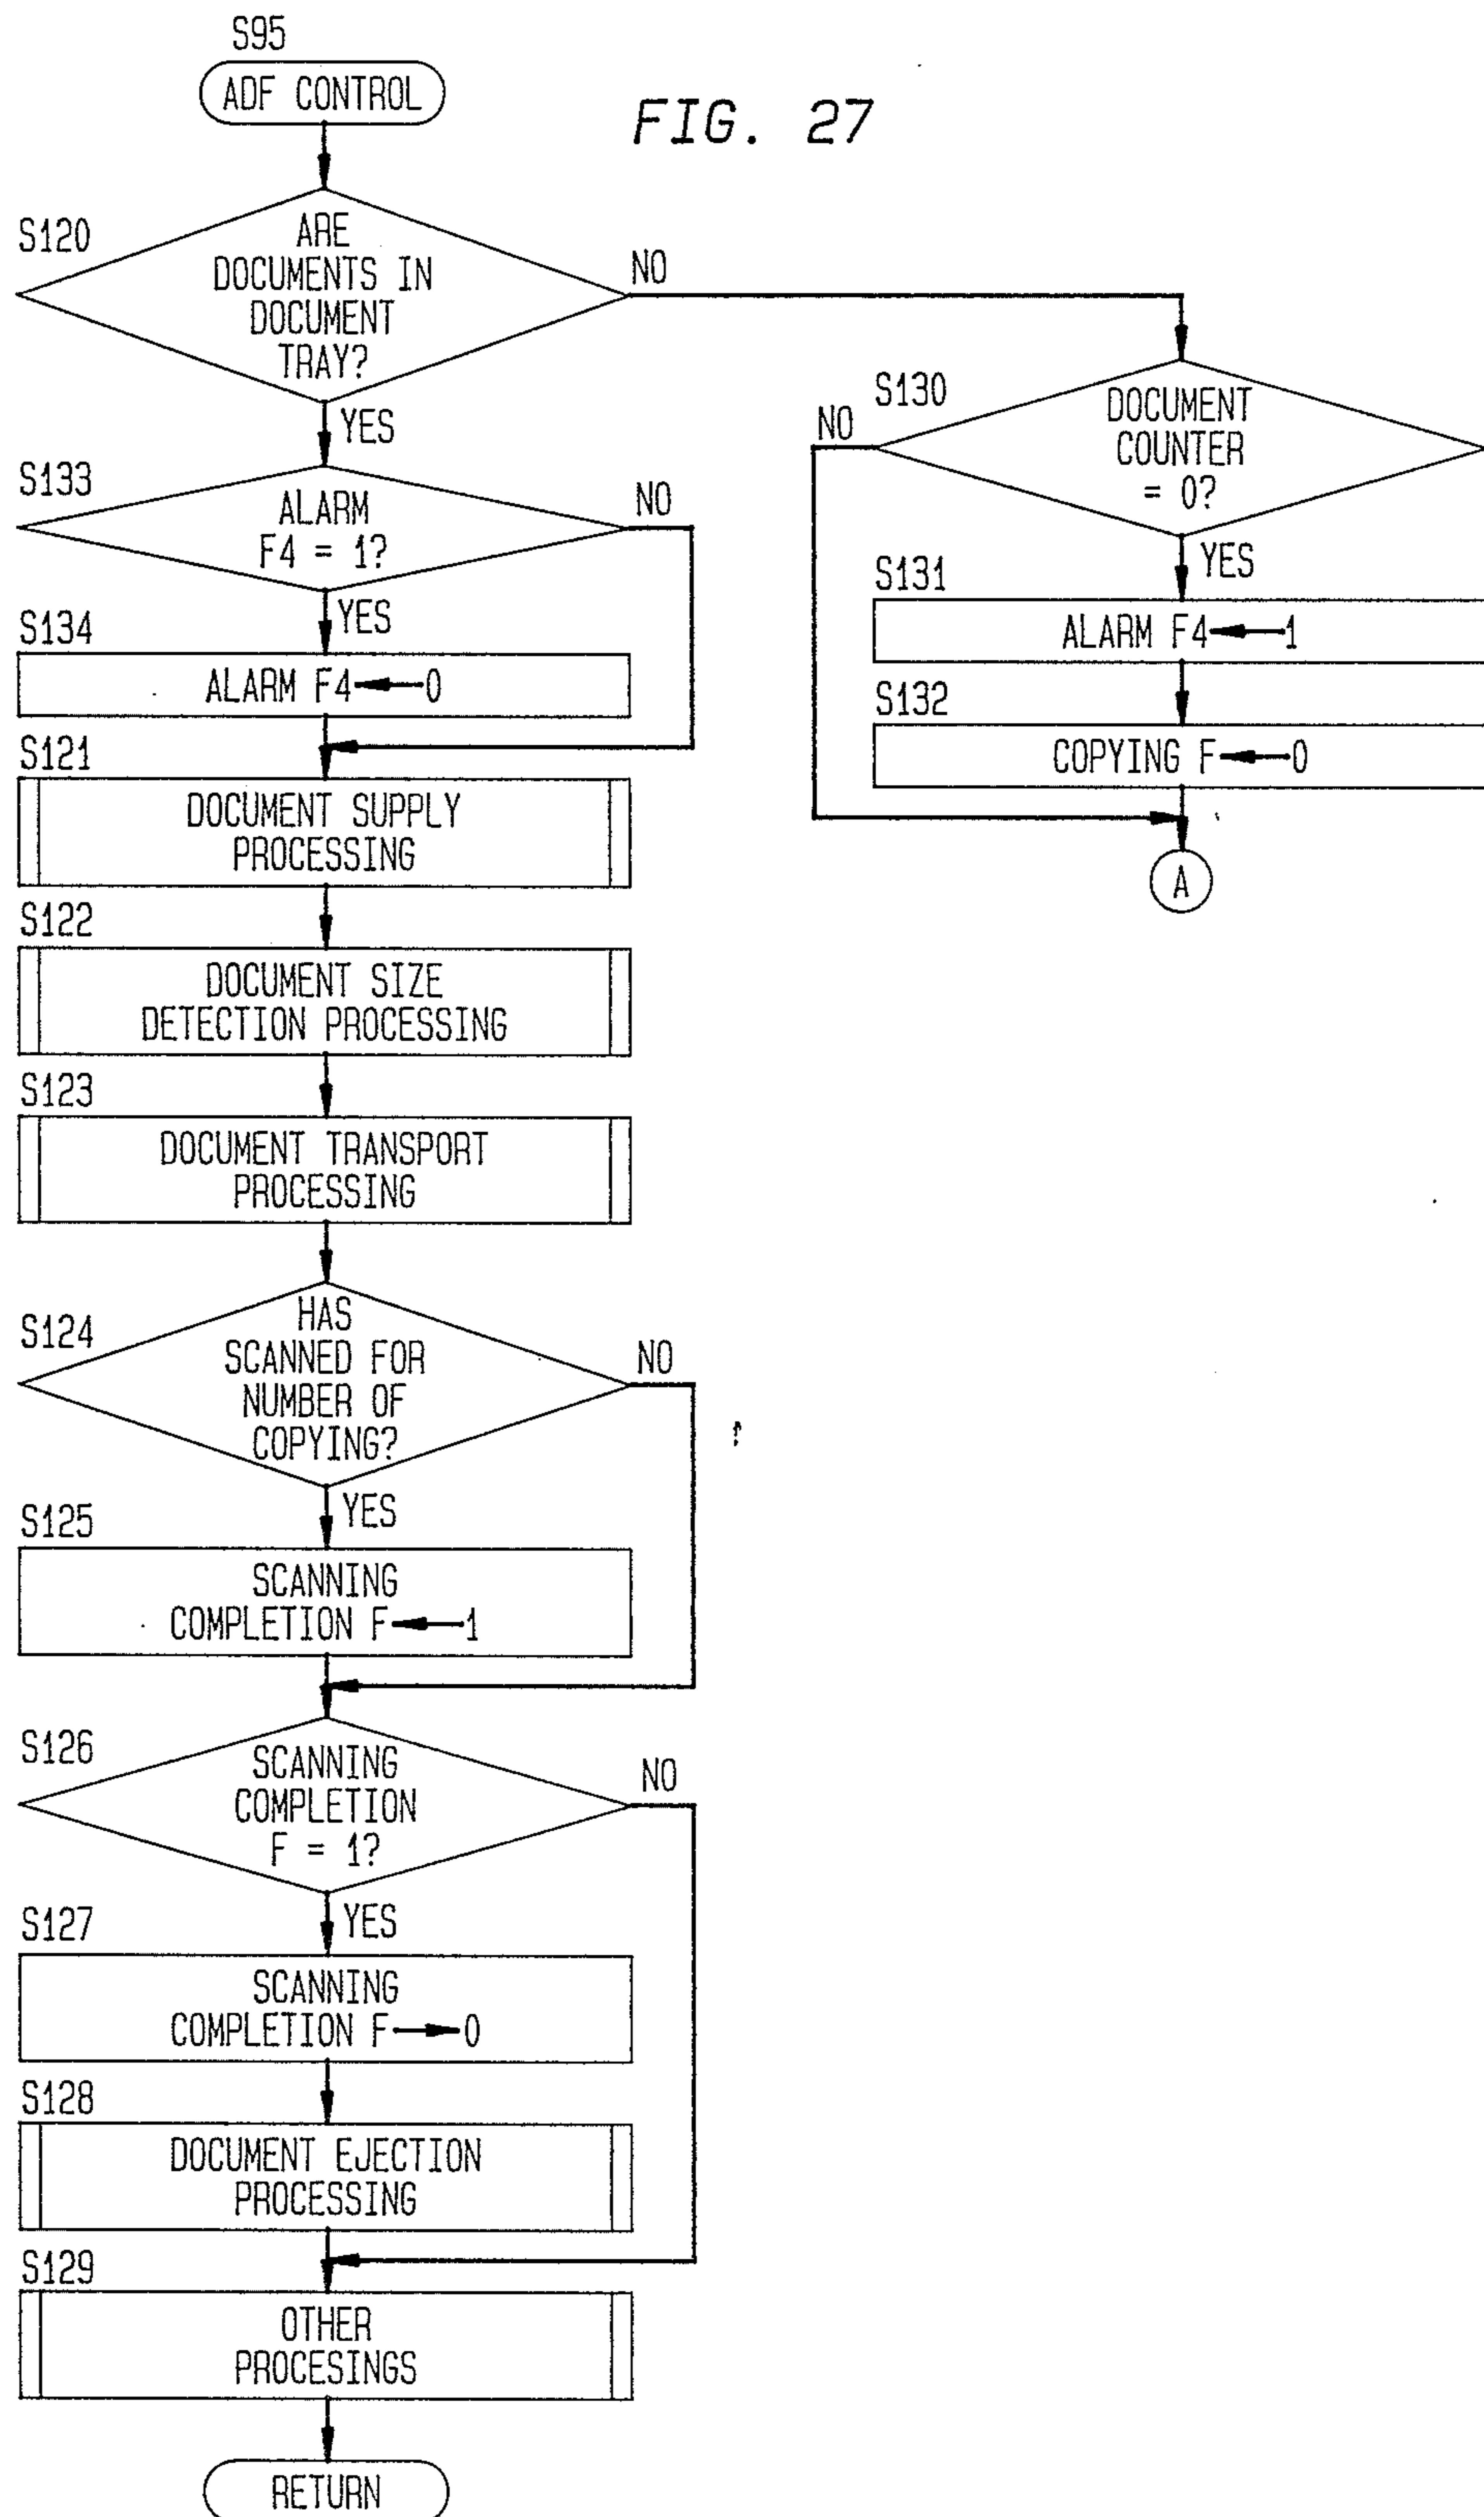 S95
ADF CONTROL
FIG. 27
S120
ARE
DOCUMENTS IN
DOCUMENT
TRAY?
NO
YES
S130
DOCUMENT
COUNTER
= 0?
NO
YES
S131
ALARM F4←1
S132
COPYING F←0
A
S133
ALARM
F4 = 1?
NO
YES
S134
ALARM F4←0
S121
DOCUMENT SUPPLY
PROCESSING
S122
DOCUMENT SIZE
DETECTION PROCESSING
S123
DOCUMENT TRANSPORT
PROCESSING
S124
HAS
SCANNED FOR
NUMBER OF
COPYING?
NO
YES
S125
SCANNING
COMPLETION F←1
S126
SCANNING
COMPLETION
F = 1?
NO
YES
S127
SCANNING
COMPLETION F→0
S128
DOCUMENT EJECTION
PROCESSING
S129
OTHER
PROCESINGS
RETURN